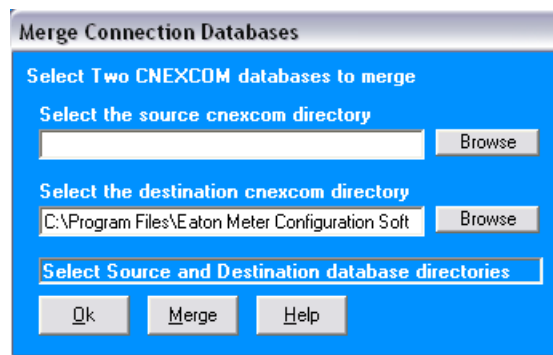 Merge Connection Databases
Select Two CNEXCOM databases to merge
Select the source cnexcom directory
Browse
Select the destination cnexcom directory
C:\Program Files\Eaton Meter Configuration Soft
Browse
Select Source and Destination database directories
Ok Merge Help